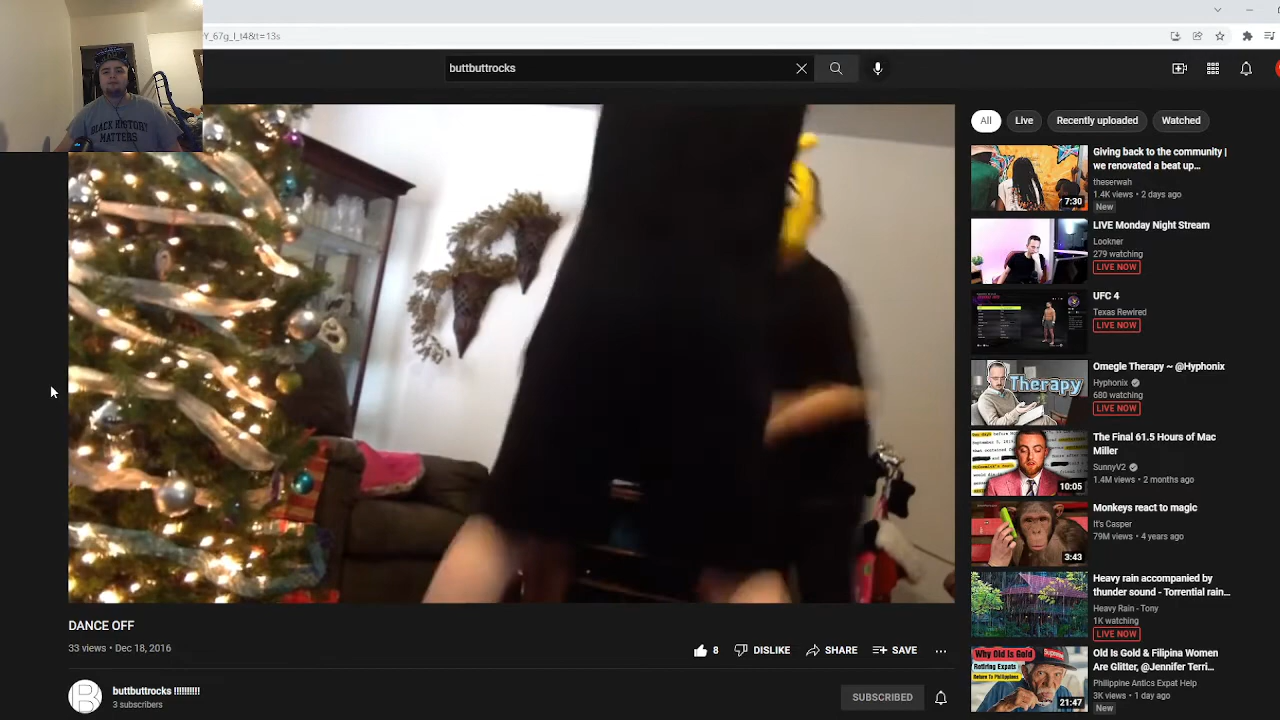 Y_67g_l_t4&t=13s
buttbuttrocks
BLACK HISTORY
MATTERS
All
Live
Recently uploaded
Watched
7:30
Giving back to the community |
we renovated a beat up...
theserwah
1.4K views • 2 days ago
New
LIVE Monday Night Stream
Lookner
279 watching
LIVE NOW
UFC 4
Texas Rewired
LIVE NOW
Therapy
Omegle Therapy ~ @Hyphonix
Hyphonix
680 watching
LIVE NOW
10:05
The Final 61.5 Hours of Mac
Miller
SunnyV2
1.4M views • 2 months ago
3:43
Monkeys react to magic
It's Casper
79M views • 4 years ago
Heavy rain accompanied by
thunder sound - Torrential rain...
Heavy Rain - Tony
1K watching
LIVE NOW
Why Old Is Gold
Retiring Expats
Return To Philippines
21:47
Old Is Gold & Filipina Women
Are Glitter, @Jennifer Terri...
Philippine Antics Expat Help
3K views • 1 day ago
New
DANCE OFF
33 views • Dec 18, 2016
8
DISLIKE
SHARE
SAVE
B
buttbuttrocks !!!!!!!!!!
3 subscribers
SUBSCRIBED